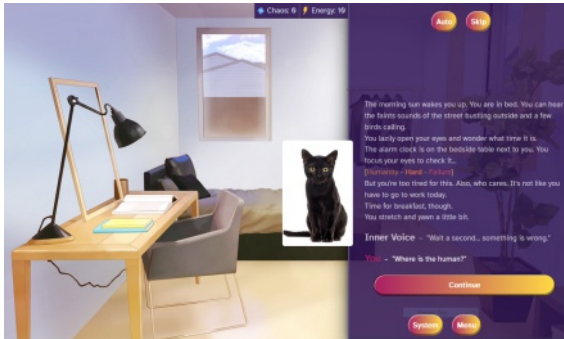 Chaos: 0 Energy: 10
Auto Skip
The morning sun wakes you up. You are in bed. You can hear
the faints sounds of the street bustling outside and a few
birds calling.
You lazily open your eyes and wonder what time it is.
The alarm clock is on the bedside table next to you. You
focus your eyes to check it...
[Humanity - Hard - Failure]
But you're too tired for this. Also, who cares. It's not like you
have to go to work today.
Time for breakfast, though.
You stretch and yawn a little bit.
Inner Voice - "Wait a second... something is wrong."
You - "Where is the human?"
Continue
System Menu